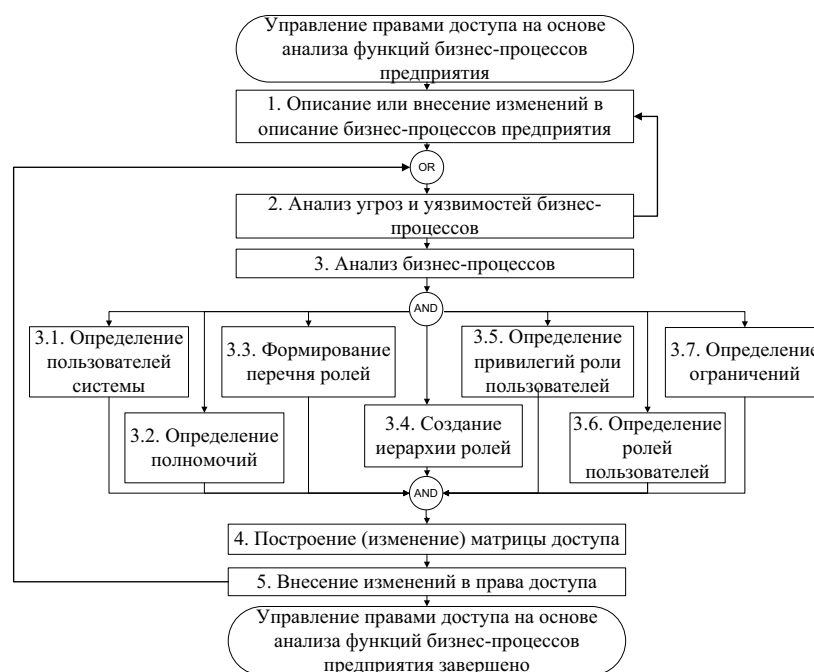 Управление правами доступа на основе
анализа функций бизнес-процессов
предприятия
1. Описание или внесение изменений в
описание бизнес-процессов предприятия
OR
2. Анализ угроз и уязвимостей бизнес-
процессов
3. Анализ бизнес-процессов
AND
3.1. Определение
пользователей
системы
3.2. Определение
полномочий
3.3. Формирование
перечня ролей
3.4. Создание
иерархии ролей
3.5. Определение
привилегий роли
пользователей
3.6. Определение
ролей
пользователей
3.7. Определение
ограничений
AND
4. Построение (изменение) матрицы доступа
5. Внесение изменений в права доступа
Управление правами доступа на основе
анализа функций бизнес-процессов
предприятия завершено